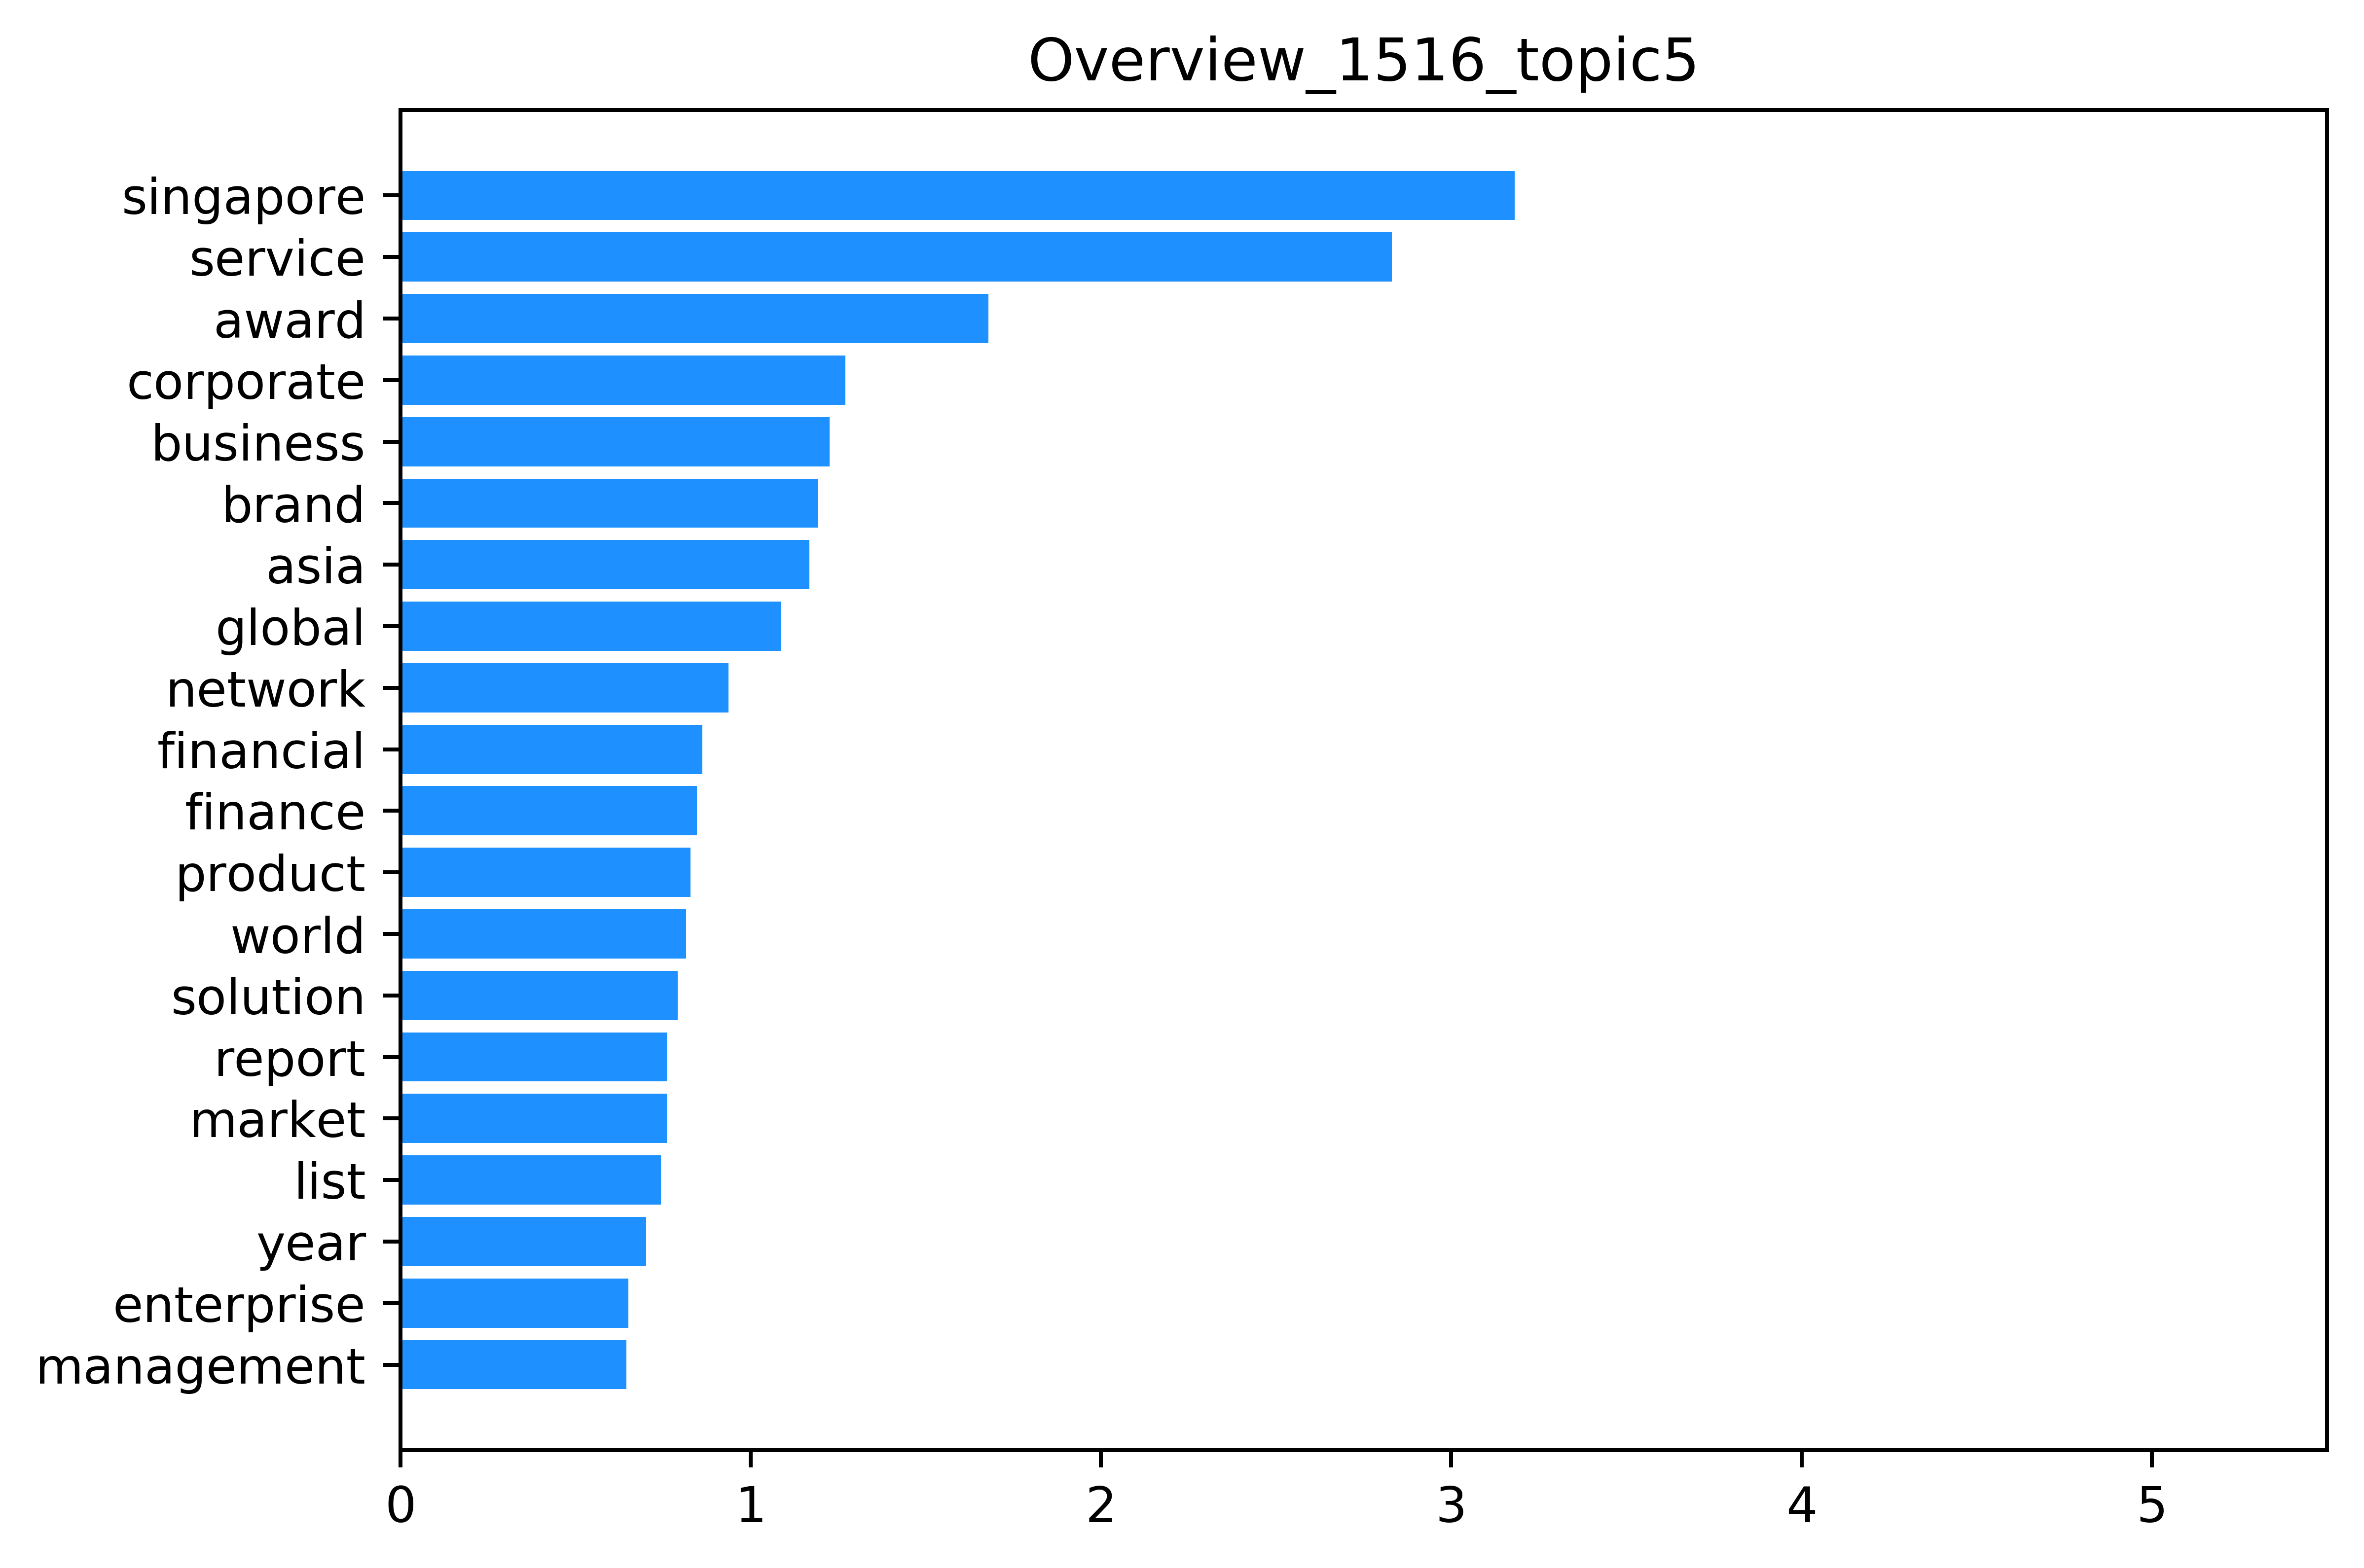 Overview_1516_topic5
singapore
service
award
corporate
business
brand
asia
global
network
financial
finance
product
world
solution
report
market
list
year
enterprise
management
0 1 2 3 4 5